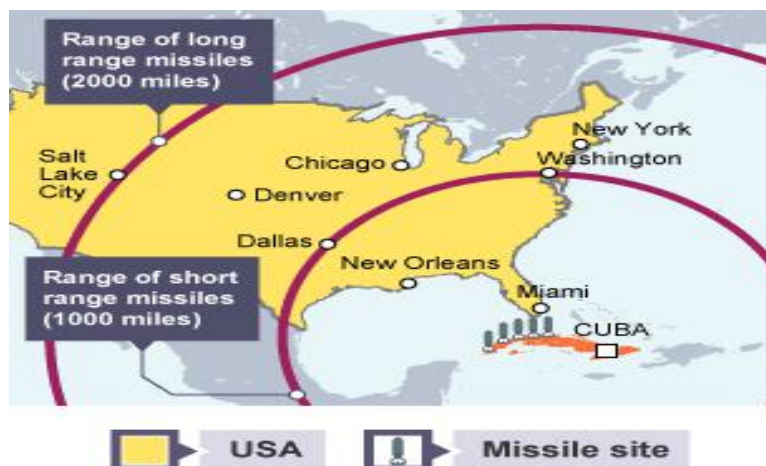 Range of long
range missiles
(2000 miles)
New York
Washington
Chicago
Salt
Lake
City
Denver
Dallas
New Orleans
Range of short
range missiles
(1000 miles)
Miami
CUBA
USA
Missile site